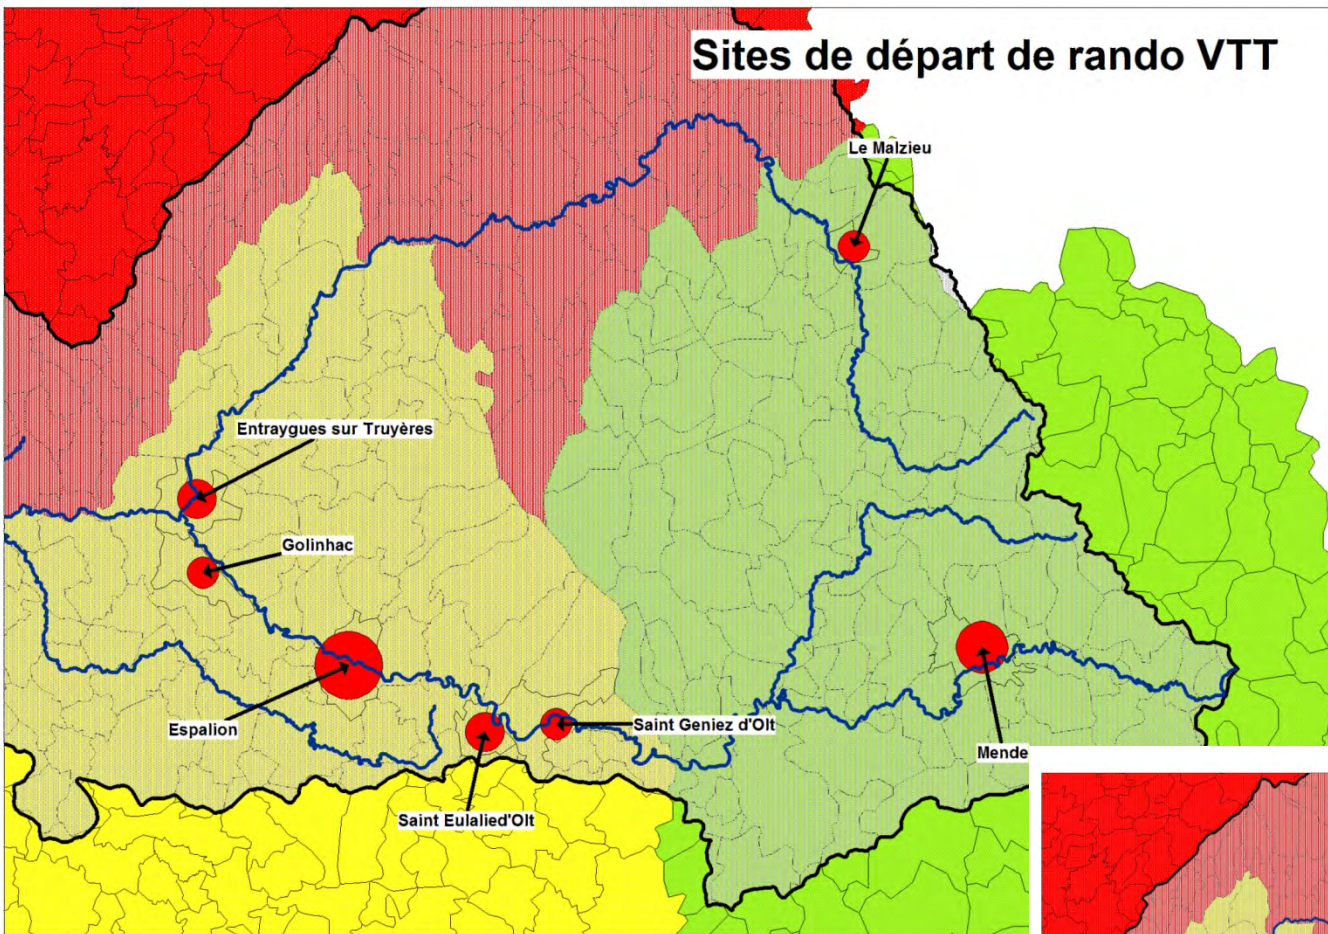 Sites de départ de rando VTT
Le Malzieu
Entraygues sur Truyères
Golinhac
Espalion
Saint Geniez d'Olt
Mende
Saint Eulalied'Olt